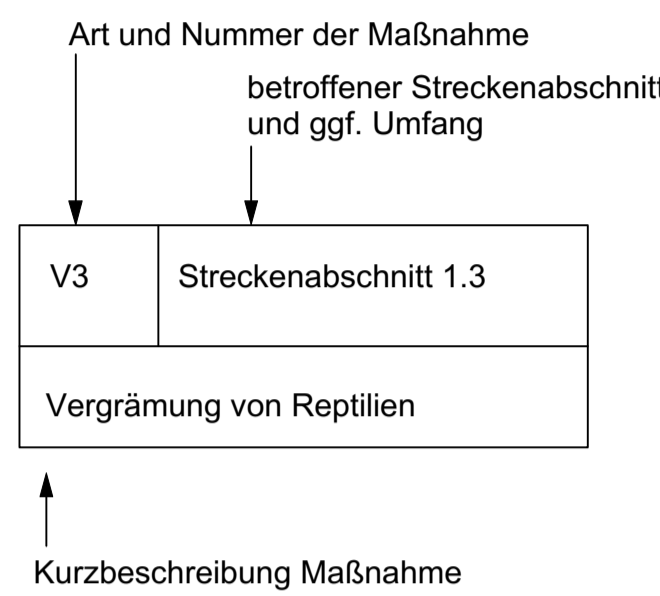 Art und Nummer der Maßnahme
betroffener Streckenabschnitt
und ggf. Umfang
V3
Streckenabschnitt 1.3
Vergrämung von Reptilien
Kurzbeschreibung Maßnahme